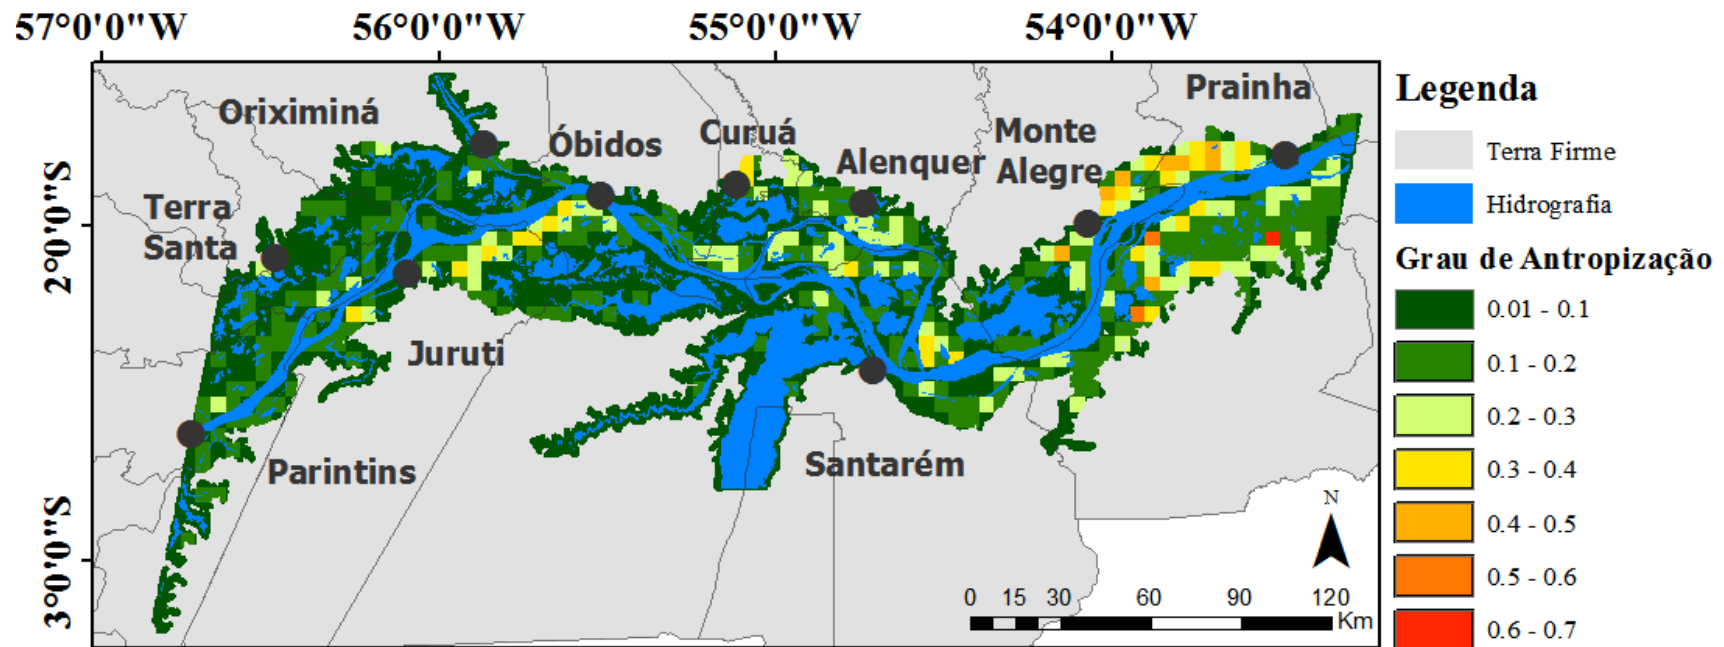 57°0'0"W 56°0'0"W 55°0'0"W 54°0'0"W
2°0'0"S
3°0'0"S
Oriximiná
Terra
Santa
Óbidos
Curuá
Alenquer
Monte
Alegre
Prainha
Juruti
Parintins
Santarém
N
0 15 30 60 90 120
Km
Legenda
Terra Firme
Hidrografia
Grau de Antropização
0.01 - 0.1
0.1 - 0.2
0.2 - 0.3
0.3 - 0.4
0.4 - 0.5
0.5 - 0.6
0.6 - 0.7